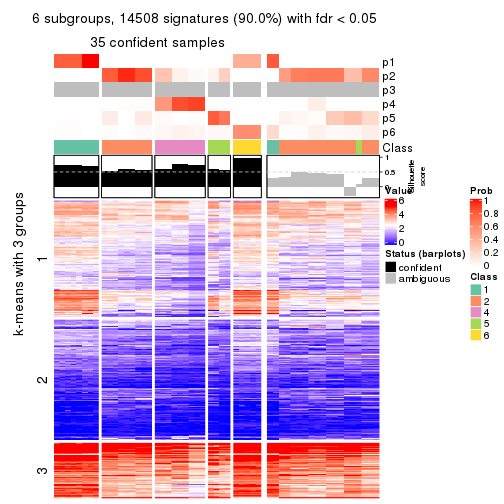 6 subgroups, 14508 signatures (90.0%) with fdr < 0.05
35 confident samples
p1
p2
p3
p4
p5
p6
Class
1
0.5
0
Silhouette
score
k-means with 3 groups
1
2
3
Value
6
4
2
0
Status (barplots)
confident
ambiguous
Prob
1
0.8
0.6
0.4
0.2
0
Class
1
2
4
5
6